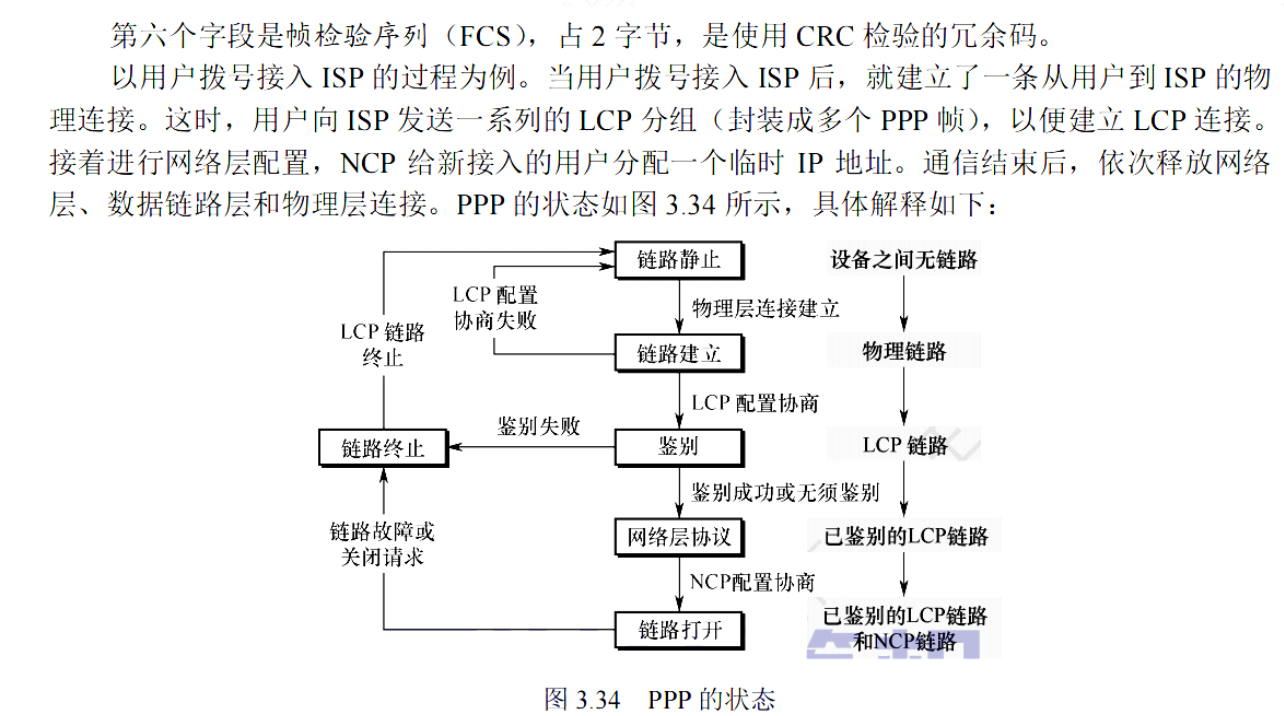 第六个字段是帧检验序列（FCS），占 2 字节，是使用 CRC 检验的冗余码。
以用户拨号接入 ISP 的过程为例。当用户拨号接入 ISP 后，就建立了一条从用户到 ISP 的物
理连接。这时，用户向 ISP 发送一系列的 LCP 分组（封装成多个 PPP 帧），以便建立 LCP 连接。
接着进行网络层配置，NCP 给新接入的用户分配一个临时 IP 地址。通信结束后，依次释放网络
层、数据链路层和物理层连接。PPP 的状态如图 3.34 所示，具体解释如下：
链路静止
设备之间无链路
LCP 配置
协商失败
物理层连接建立
LCP 链路
终止
链路建立
物理链路
LCP 配置协商
鉴别失败
链路终止
鉴别
LCP 链路
鉴别成功或无须鉴别
链路故障或
关闭请求
网络层协议
已鉴别的LCP链路
NCP配置协商
链路打开
已鉴别的LCP链路
和NCP链路
图 3.34 PPP 的状态